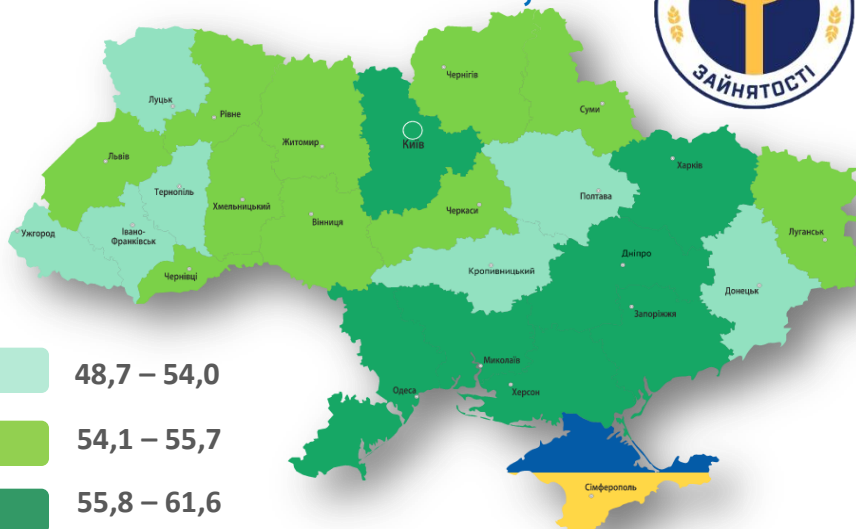 ЗАЙНЯТОСТІ
Чернігів
Луцьк
Рівне
Суми
Житомир
Київ
Львів
Харків
Тернопіль
Полтава
Хмельницький
Черкаси
Вінниця
Ужгород
Івано-
Франківськ
Луганськ
Чернівці
Кропивницький
Дніпро
Донецьк
Запоріжжя
Миколаїв
Одеса
Херсон
Сімферополь
48,7 – 54,0
54,1 – 55,7
55,8 – 61,6